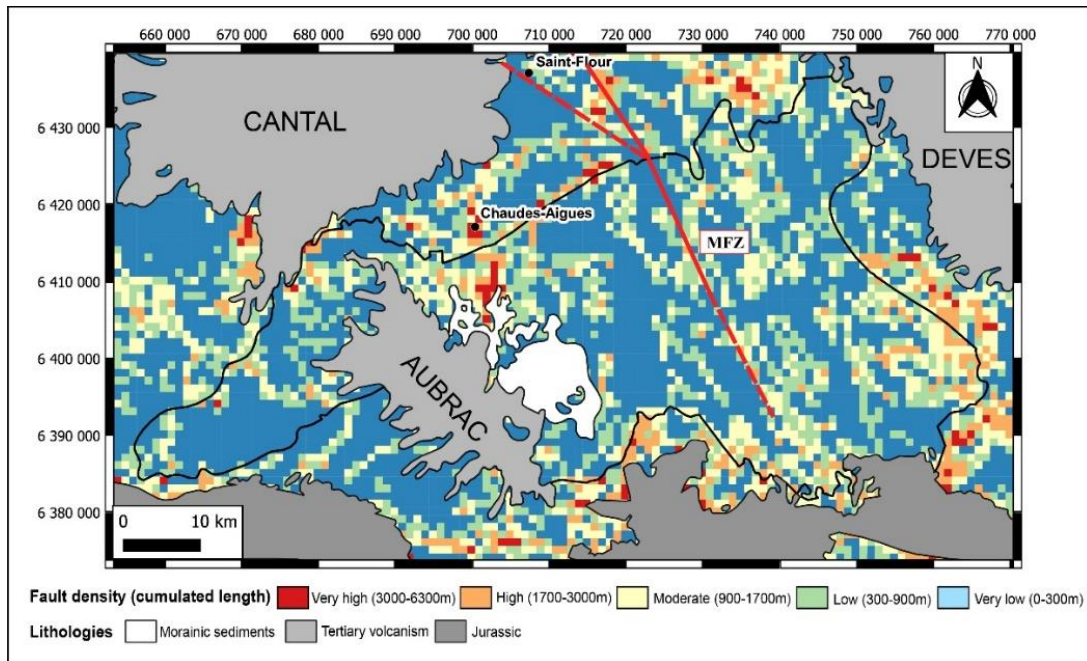 660 000 670 000 680 000 690 000 700 000 710 000 720 000 730 000 740 000 750 000 760 000 770 000
Saint-Flour
N
CANTAL
6 430 000
DEVES
6 420 000
Chaudes-Aigues
MFZ
6 410 000
6 400 000
AUBRAC
6 390 000
6 380 000
0 10 km
Fault density (cumulated length) Very high (3000-6300m) High (1700-3000m) Moderate (900-1700m) Low (300-900m) Very low (0-300m)
Lithologies Morainic sediments Tertiary volcanism Jurassic